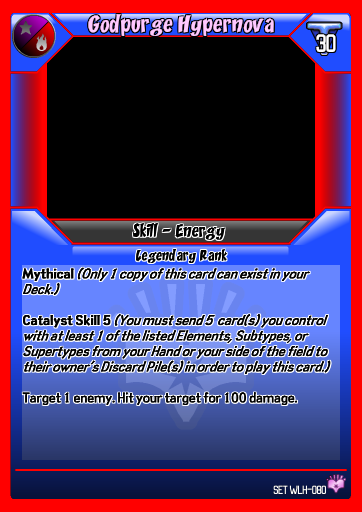 Godpurge Hypernova
30
Skill - Energy
Legendary Rank
Mythical (Only 1 copy of this card can exist in your
Deck.)
Catalyst Skill 5 (You must send 5 card(s) you control
with at least 1 of the listed Elements, Subtypes, or
Supertypes from your Hand or your side of the field to
their owner's Discard Pile(s) in order to play this card.)
Target 1 enemy. Hit your target for 100 damage.
SET WLH-080